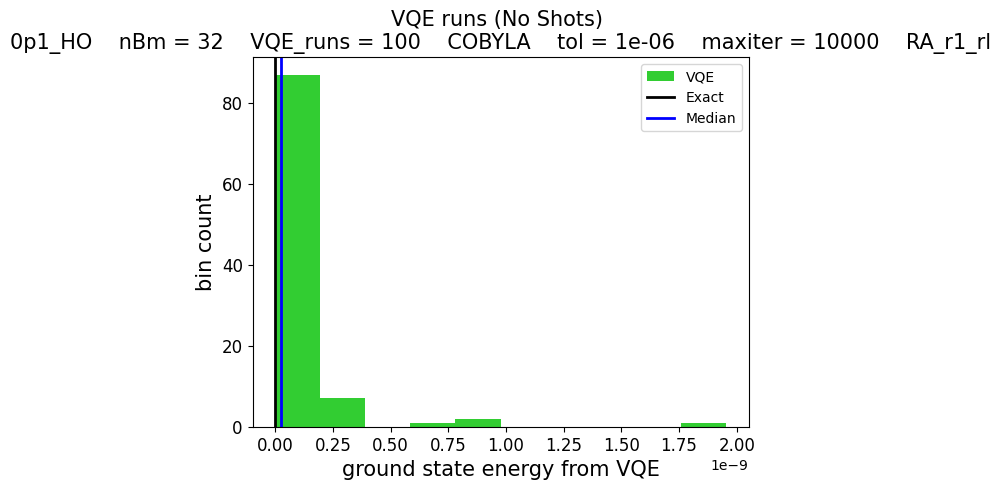 VQE runs (No Shots)
0p1_HO nBm = 32 VQE_runs = 100 COBYLA tol = 1e-06 maxiter = 10000 RA_r1_rl
VQE
Exact
Median
bin count
80
60
40
20
0
0.00 0.25 0.50 0.75 1.00 1.25 1.50 1.75 2.00
1e−9
ground state energy from VQE